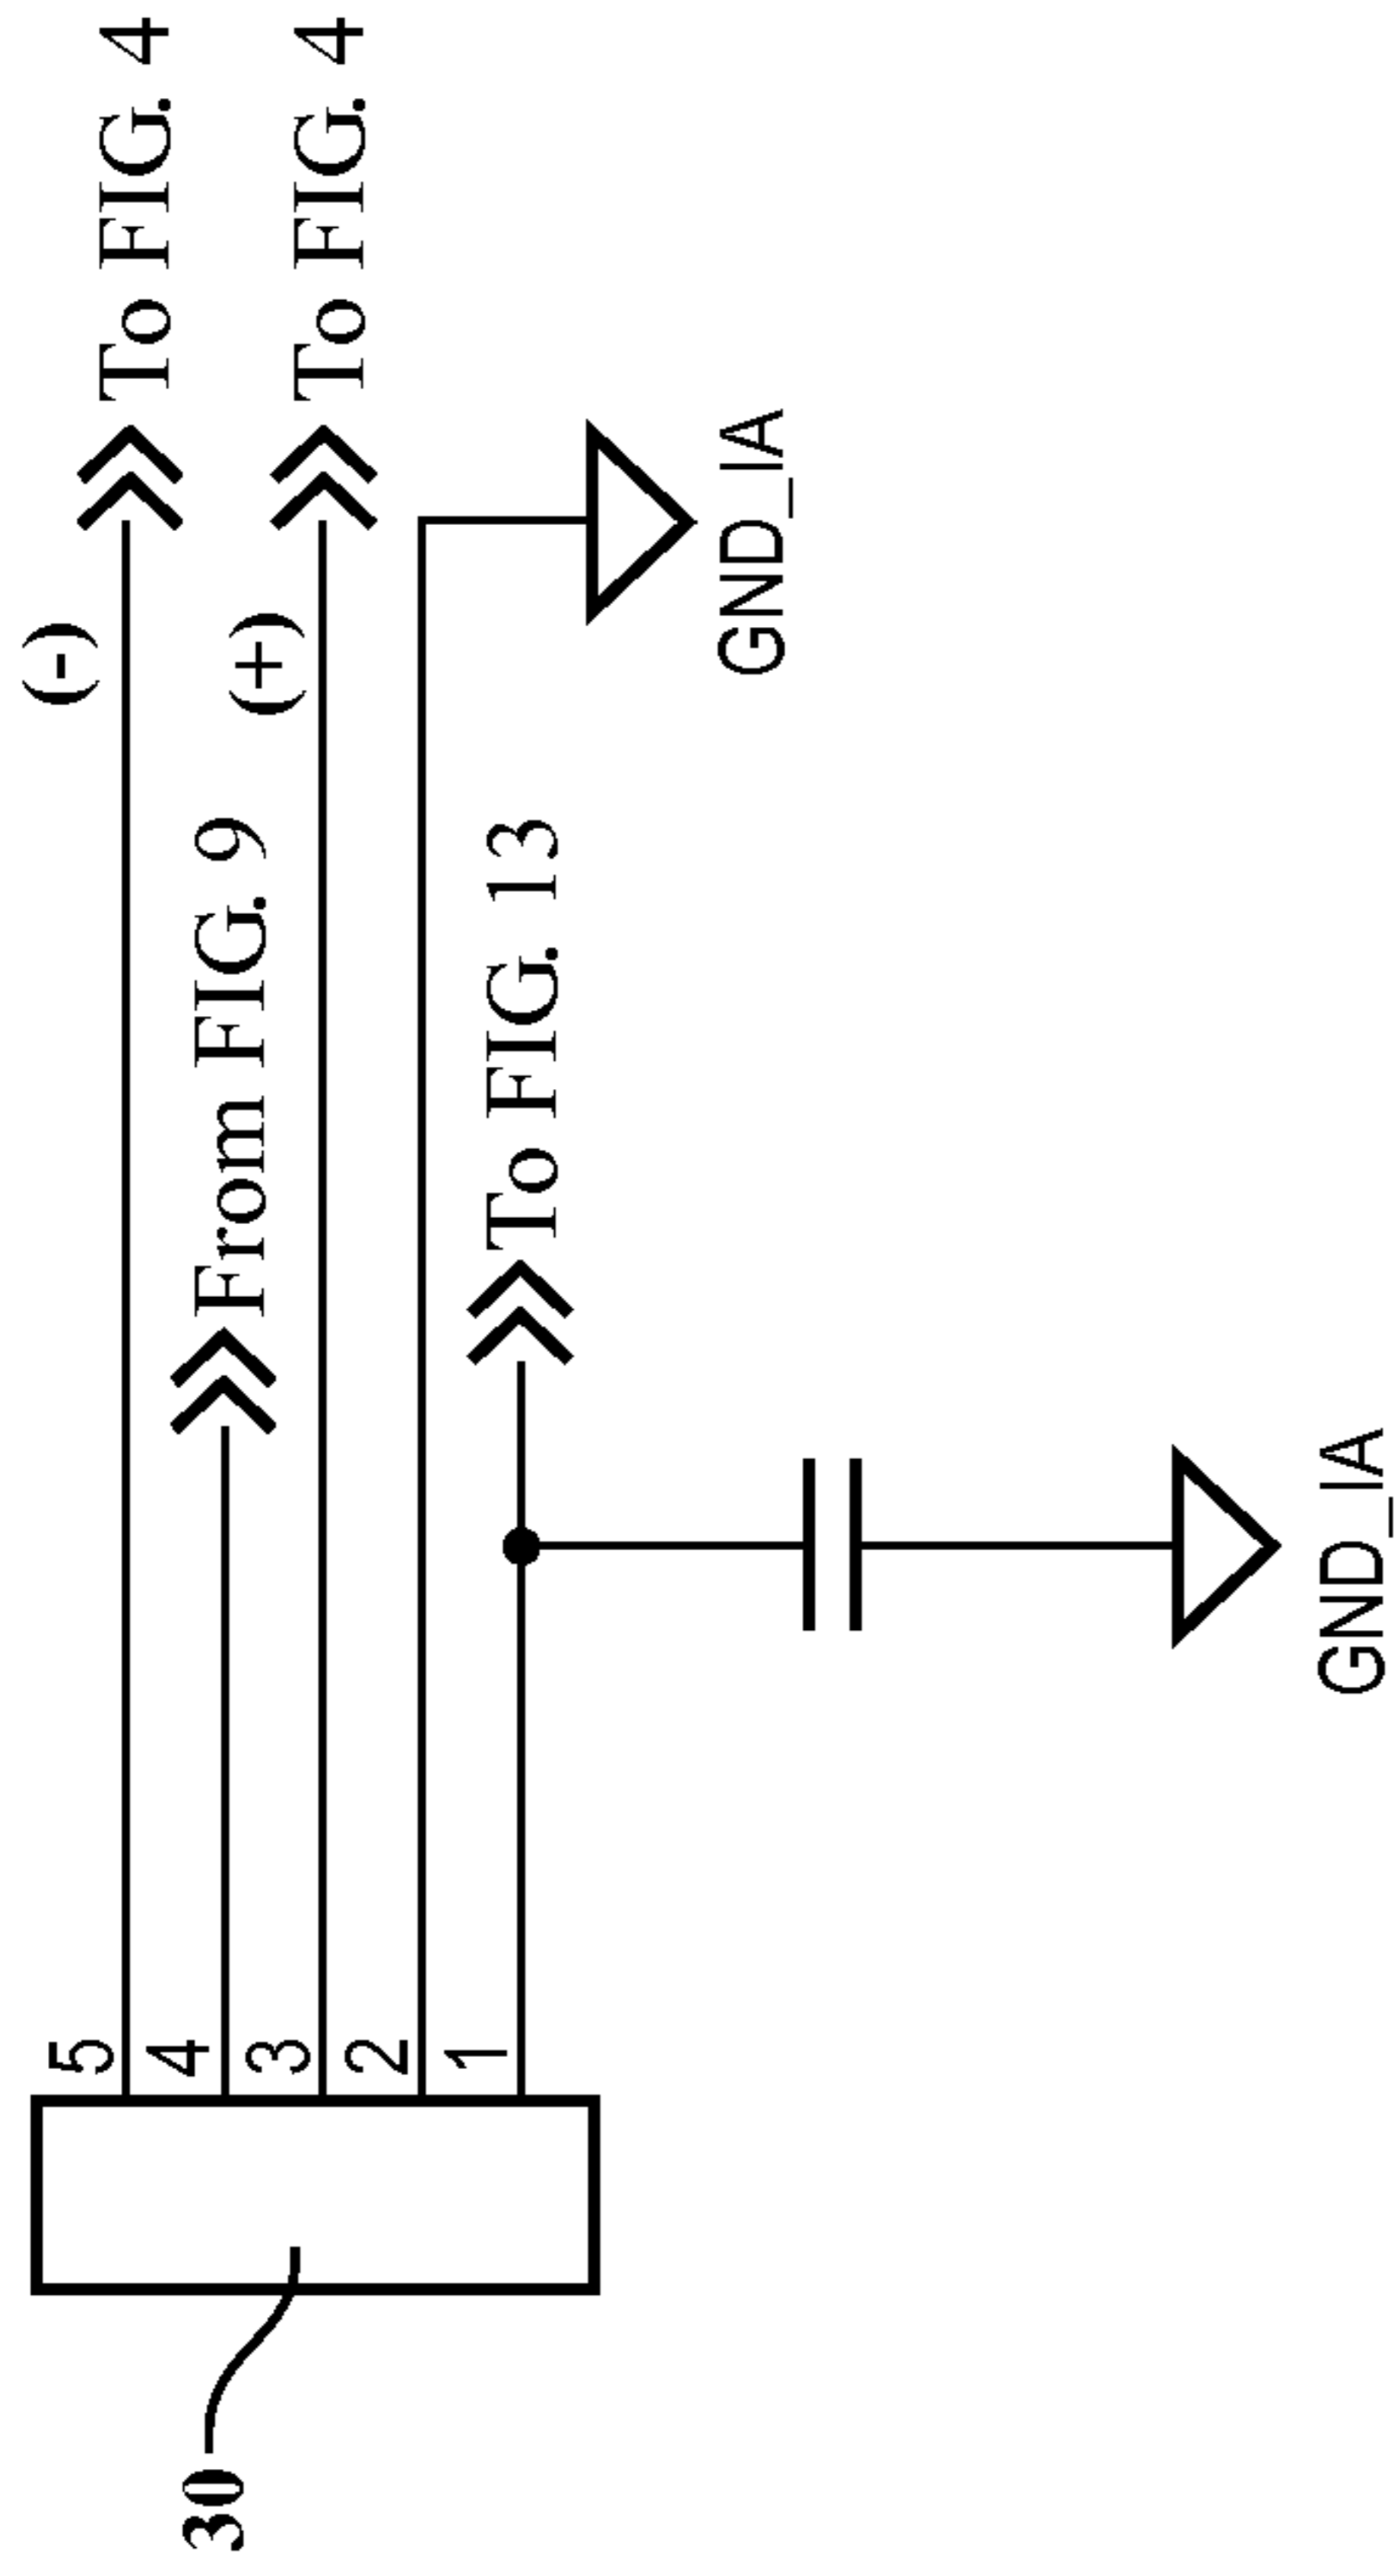 (-)
To FIG. 4
5
From FIG. 9
4
(+)
To FIG. 4
3
2
GND_IA
To FIG. 13
1
GND_IA
30